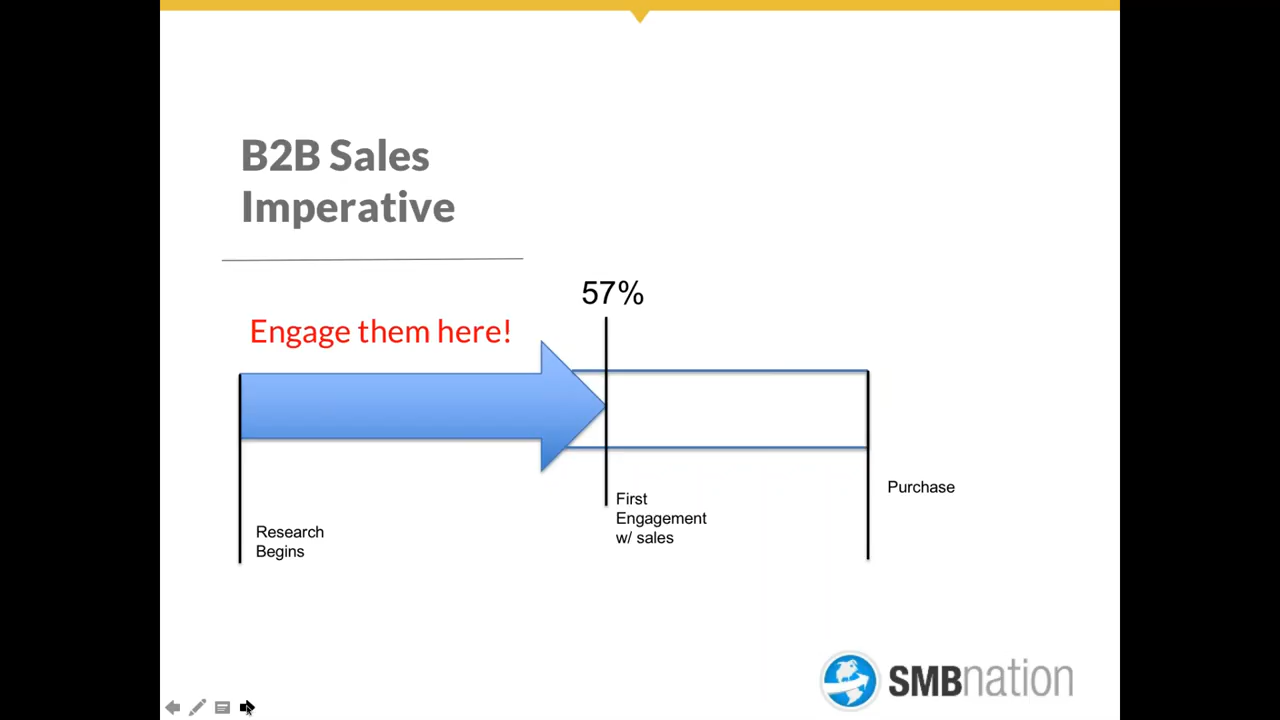 B2B Sales
Imperative
57%
Engage them here!
First
Engagement
w/ sales
Purchase
Research
Begins
SMBnation